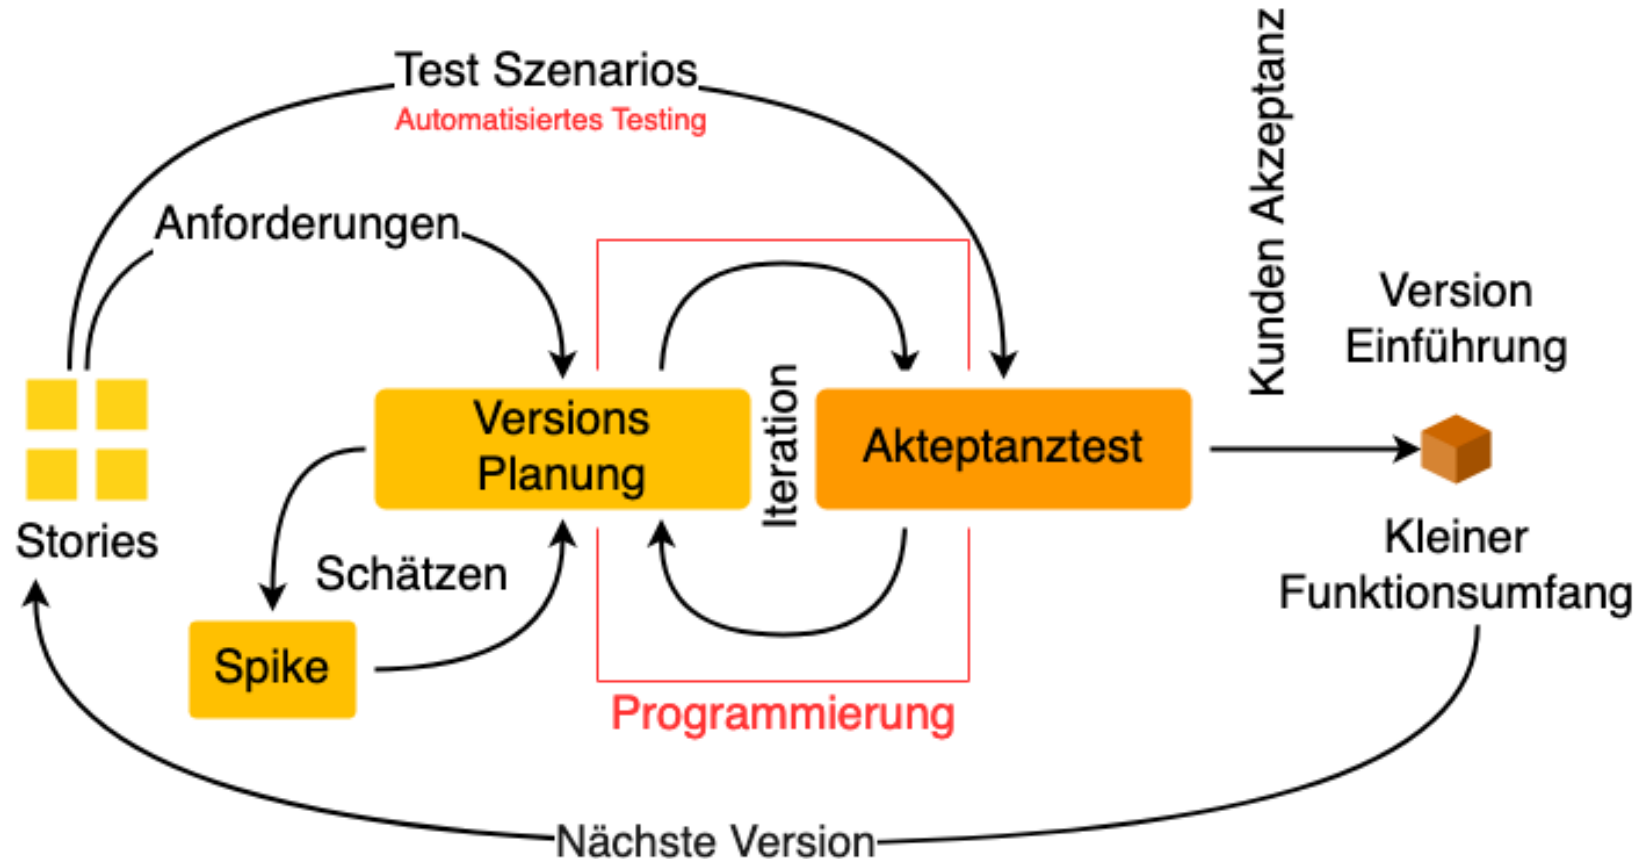 Test Szenarios
Automatisiertes Testing
Kunden Akzeptanz
Anforderungen
Version
Einführung
Versions
Planung
Iteration
Akteptanztest
Stories
Schätzen
Kleiner
Funktionsumfang
Spike
Programmierung
Nächste Version